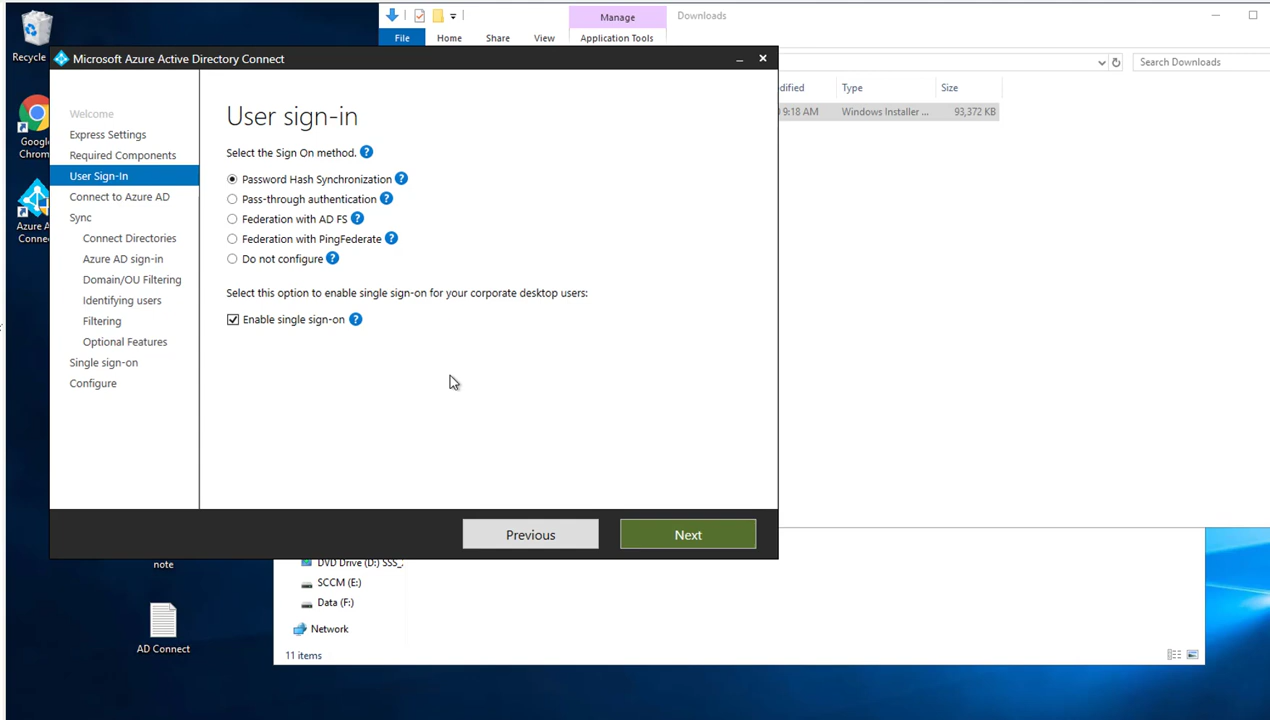 Recycle
Google
Chrom
Azure A
Connec
Manage
Downloads
File
Home
Share
View
Application Tools
Search Downloads
dified
Type
Size
9:18 AM
Windows Installer ...
93,372 KB
Microsoft Azure Active Directory Connect
Welcome
Express Settings
Required Components
User Sign-In
Connect to Azure AD
Sync
Connect Directories
Azure AD sign-in
Domain/OU Filtering
Identifying users
Filtering
Optional Features
Single sign-on
Configure
User sign-in
Select the Sign On method. ?
Password Hash Synchronization ?
Pass-through authentication ?
Federation with AD FS ?
Federation with PingFederate ?
Do not configure ?
Select this option to enable single sign-on for your corporate desktop users:
Enable single sign-on ?
Previous
Next
note
AD Connect
DVD Drive (D:) SSS_.
SCCM (E:)
Data (F:)
Network
11 items